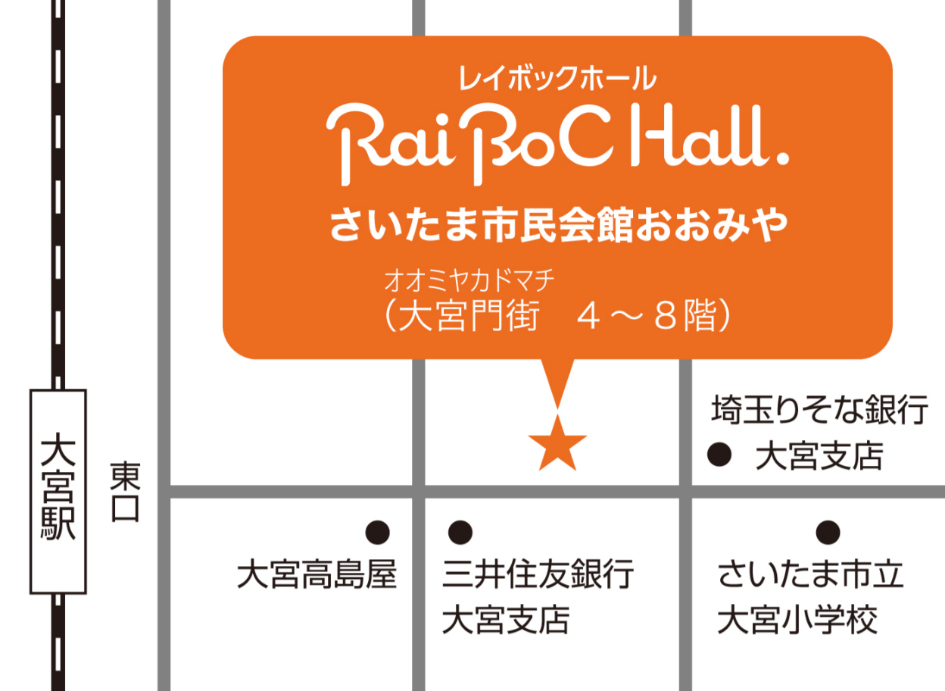 レイボックホール
RaiBoC Hall.
さいたま市民会館おおみや
オオミヤカドマチ
（大宮門街　４〜８階）
埼玉りそな銀行
大宮支店
大宮駅
東口
大宮高島屋
三井住友銀行
大宮支店
さいたま市立
大宮小学校